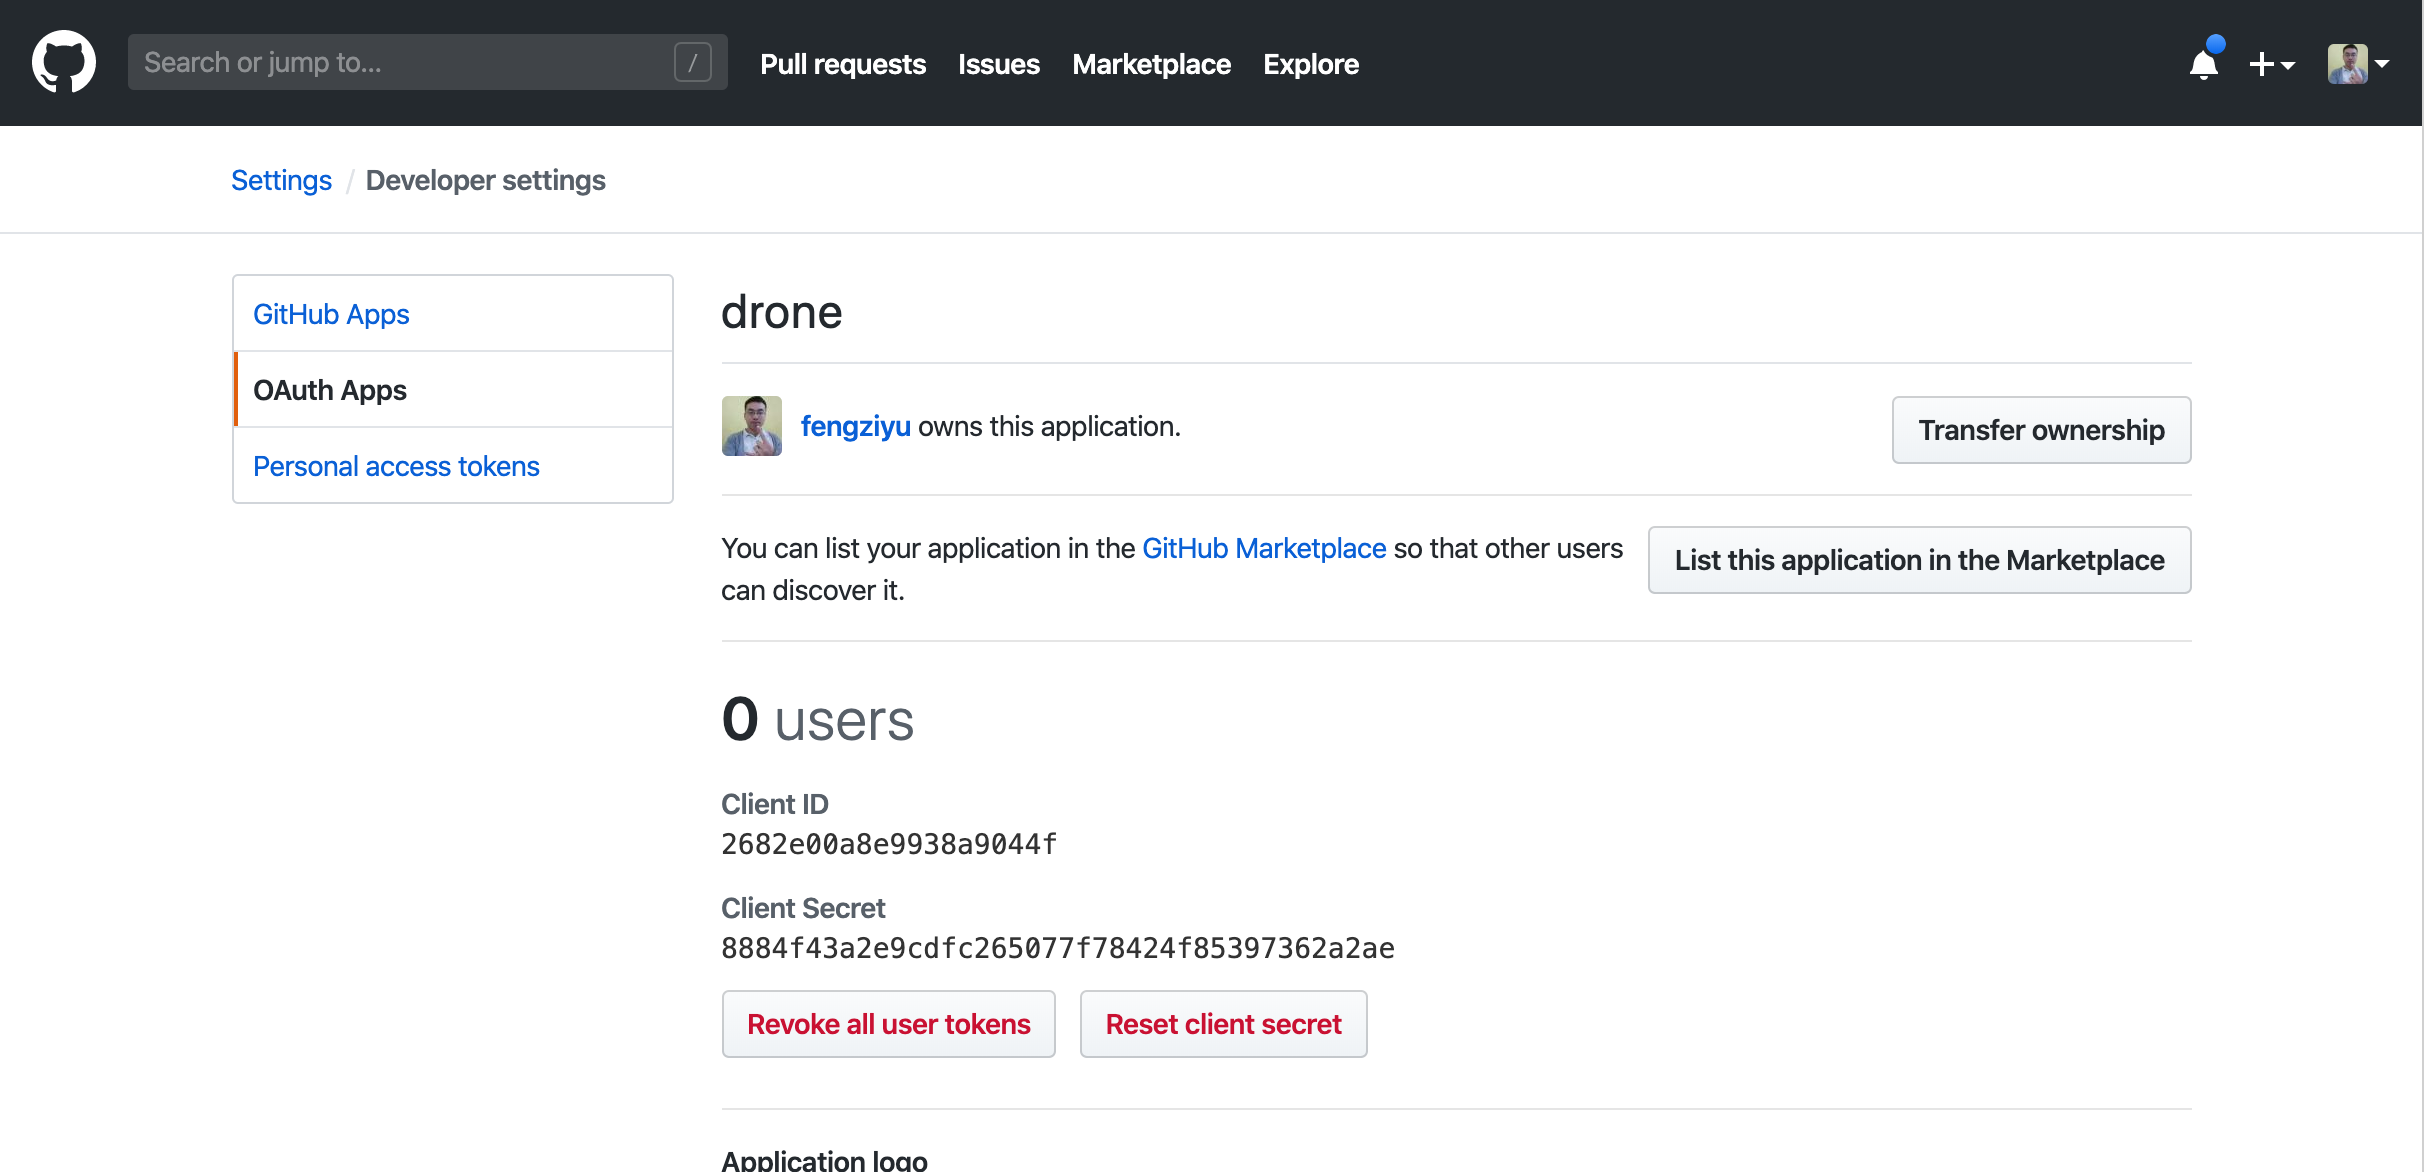 Search or jump to...
/
Pull requests
Issues
Marketplace
Explore
Settings / Developer settings
GitHub Apps
OAuth Apps
Personal access tokens
drone
fengziyu owns this application.
Transfer ownership
You can list your application in the GitHub Marketplace so that other users
can discover it.
List this application in the Marketplace
0 users
Client ID
2682e00a8e9938a9044f
Client Secret
8884f43a2e9cdfc265077f78424f85397362a2ae
Revoke all user tokens
Reset client secret
Application logo